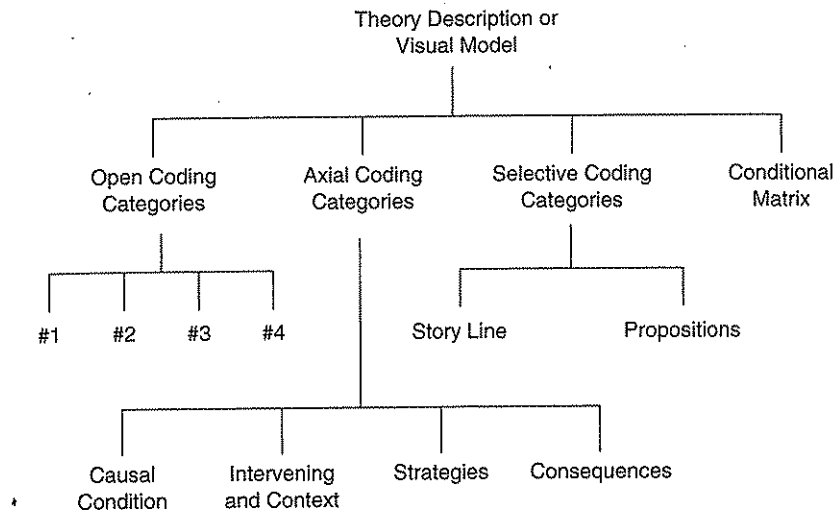 Theory Description or
Visual Model
Open Coding
Categories
Axial Coding
Categories
Selective Coding
Categories
Conditional
Matrix
#1
#2
#3
#4
Story Line
Propositions
Causal
Condition
Intervening
and Context
Strategies
Consequences